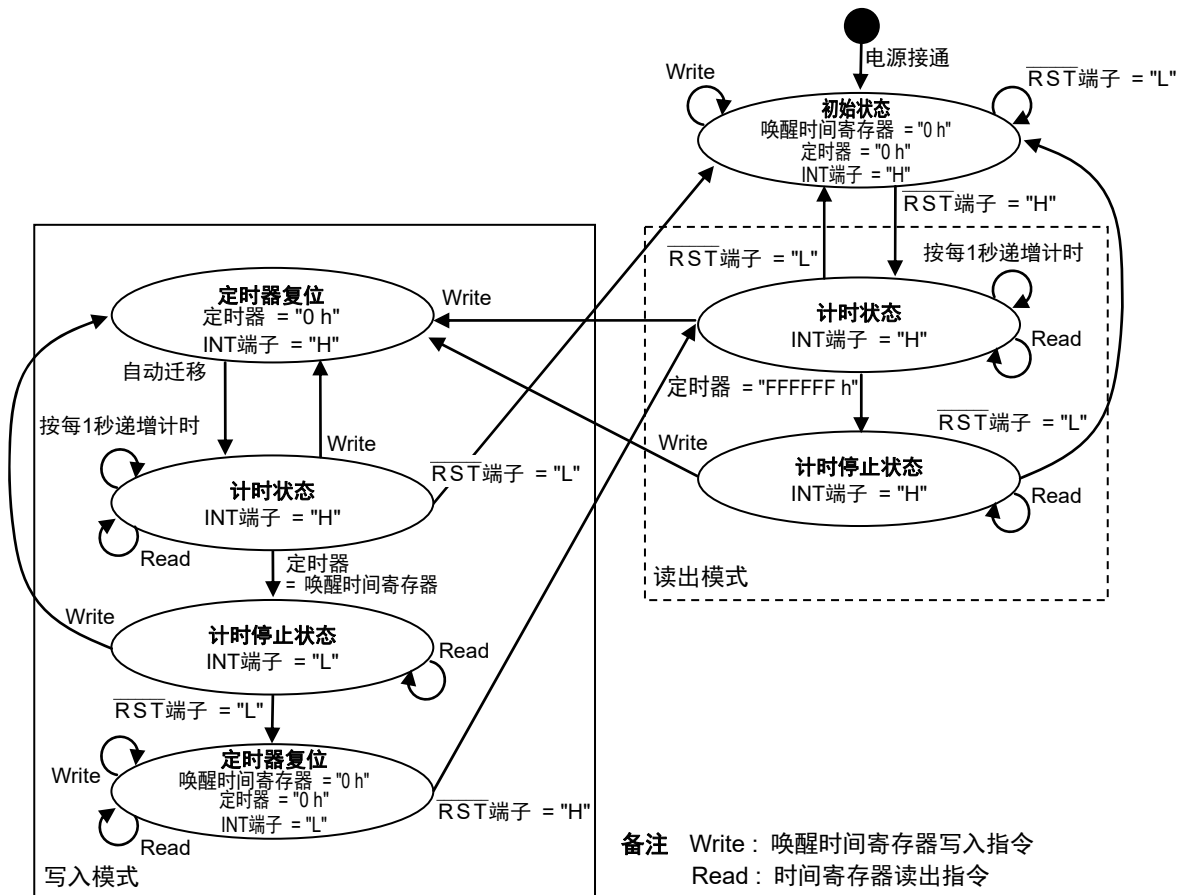 电源接通
Write
RST端子 = "L"
初始状态
唤醒时间寄存器 = "0 h"
定时器 = "0 h"
INT端子 = "H"
RST端子 = "H"
RST端子 = "L"
按每1秒递增计时
计时状态
INT端子 = "H"
Read
定时器 = "FFFFFF h"
RST端子 = "L"
Write
计时停止状态
INT端子 = "H"
Read
读出模式
Write
定时器复位
定时器 = "0 h"
INT端子 = "H"
自动迁移
按每1秒递增计时
Write
RST端子 = "L"
计时状态
INT端子 = "H"
Read
定时器
= 唤醒时间寄存器
Write
计时停止状态
INT端子 = "L"
Read
RST端子 = "L"
定时器复位
唤醒时间寄存器 = "0 h"
定时器 = "0 h"
INT端子 = "L"
Write
Read
RST端子 = "H"
写入模式
备注 Write : 唤醒时间寄存器写入指令
Read : 时间寄存器读出指令